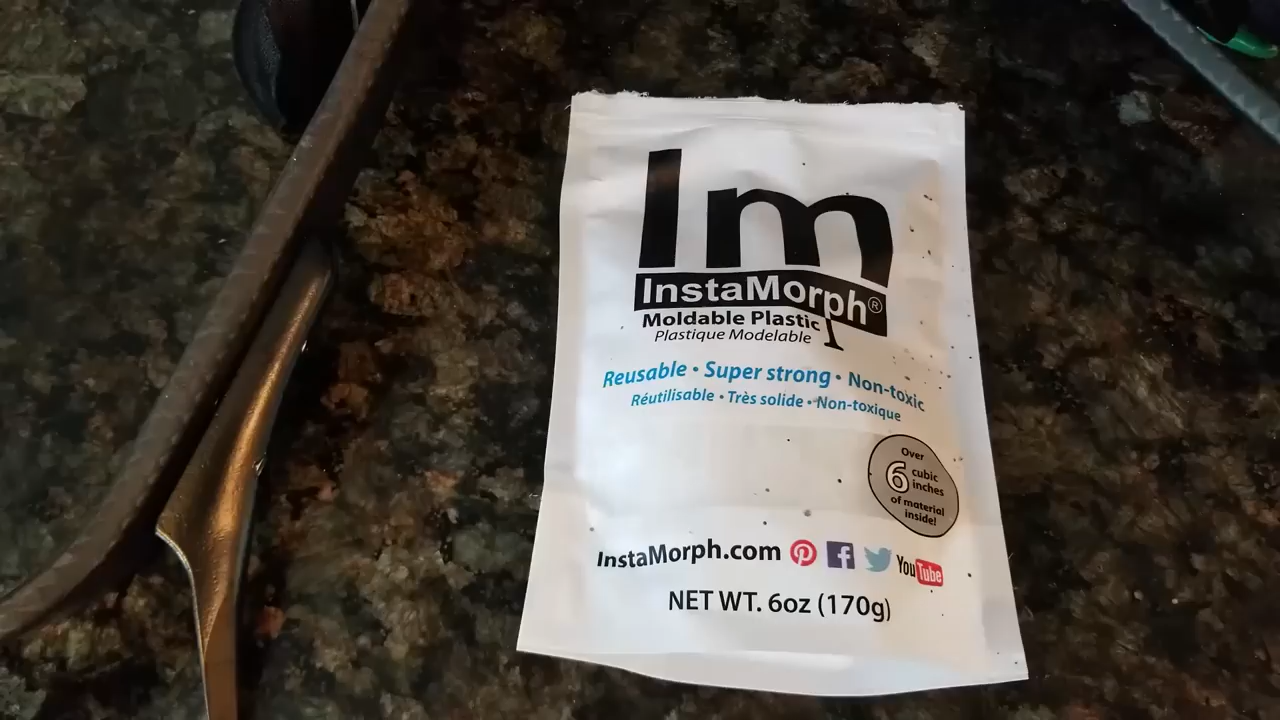 Im
InstaMorph®
Moldable Plastic
Plastique Modelable
Reusable • Super strong • Non-toxic
Réutilisable • Très solide • Non-toxique
Over
6 cubic
inches
of material
inside!
InstaMorph.com YouTube
NET WT. 6oz (170g)